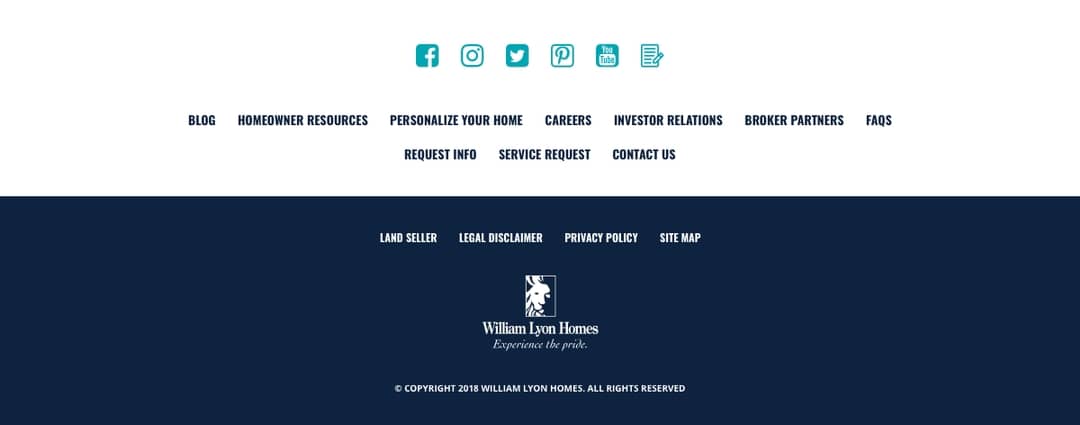 You
Tube
BLOG HOMEOWNER RESOURCES PERSONALIZE YOUR HOME CAREERS INVESTOR RELATIONS BROKER PARTNERS FAQS
REQUEST INFO SERVICE REQUEST CONTACT US
LAND SELLER LEGAL DISCLAIMER PRIVACY POLICY SITE MAP
William Lyon Homes
Experience the pride.
© COPYRIGHT 2018 WILLIAM LYON HOMES. ALL RIGHTS RESERVED